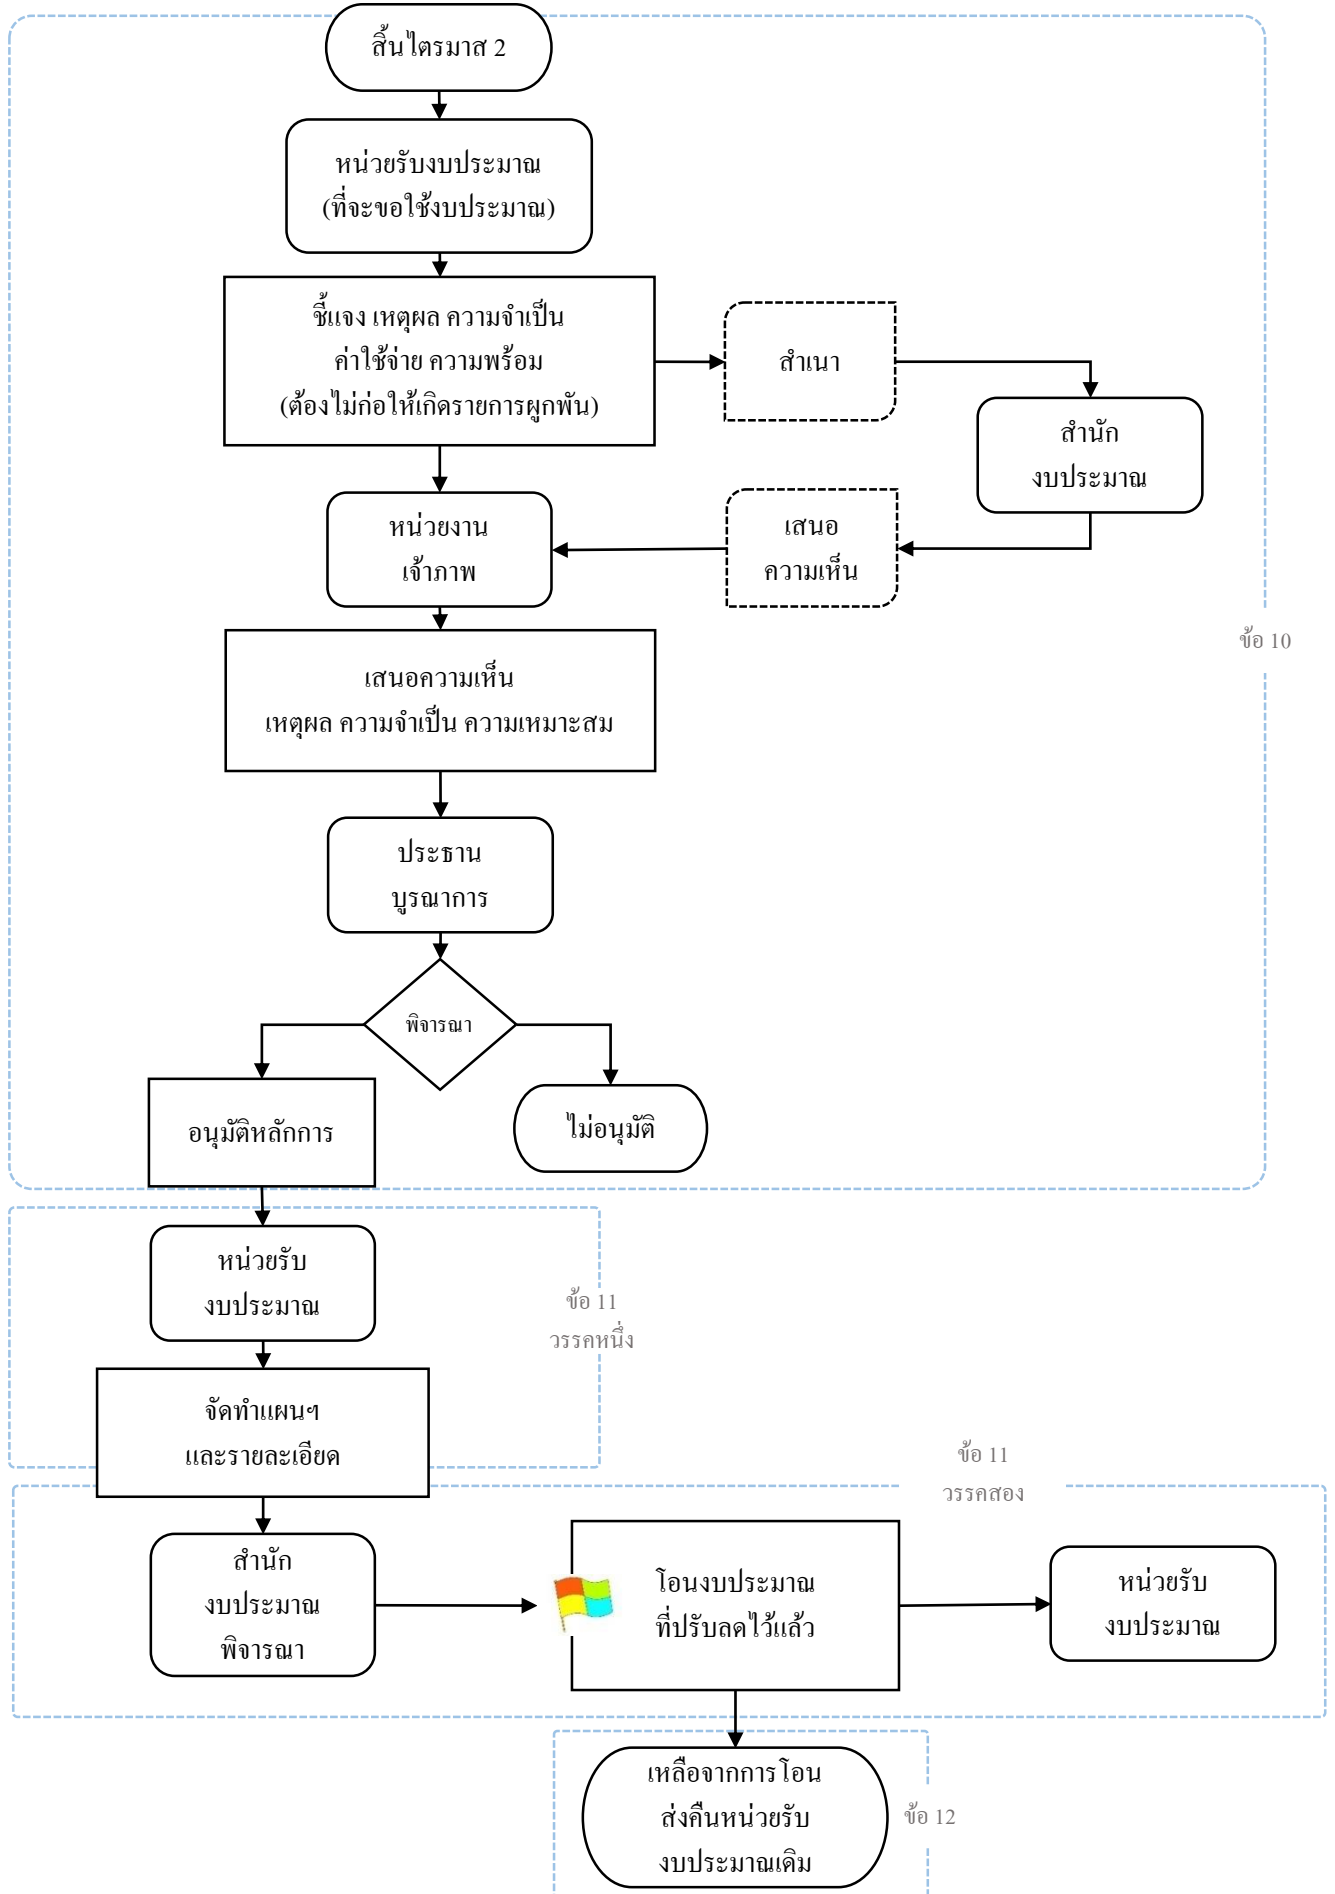 สิ้นไตรมาส 2
หน่วยรับงบประมาณ
(ที่จะขอใช้งบประมาณ)
ชี้แจง เหตุผล ความจำเป็น
ค่าใช้จ่าย ความพร้อม
(ต้องไม่ก่อให้เกิดรายการผูกพัน)
สำเนา
สำนัก
งบประมาณ
เสนอ
ความเห็น
หน่วยงาน
เจ้าภาพ
ข้อ 10
เสนอความเห็น
เหตุผล ความจำเป็น ความเหมาะสม
ประธาน
บูรณาการ
พิจารณา
อนุมัติหลักการ
ไม่อนุมัติ
หน่วยรับ
งบประมาณ
ข้อ 11
วรรคหนึ่ง
จัดทำแผนฯ
และรายละเอียด
ข้อ 11
วรรคสอง
สำนัก
งบประมาณ
พิจารณา
โอนงบประมาณ
ที่ปรับลดไว้แล้ว
หน่วยรับ
งบประมาณ
เหลือจากการโอน
ส่งคืนหน่วยรับ
งบประมาณเดิม
ข้อ 12